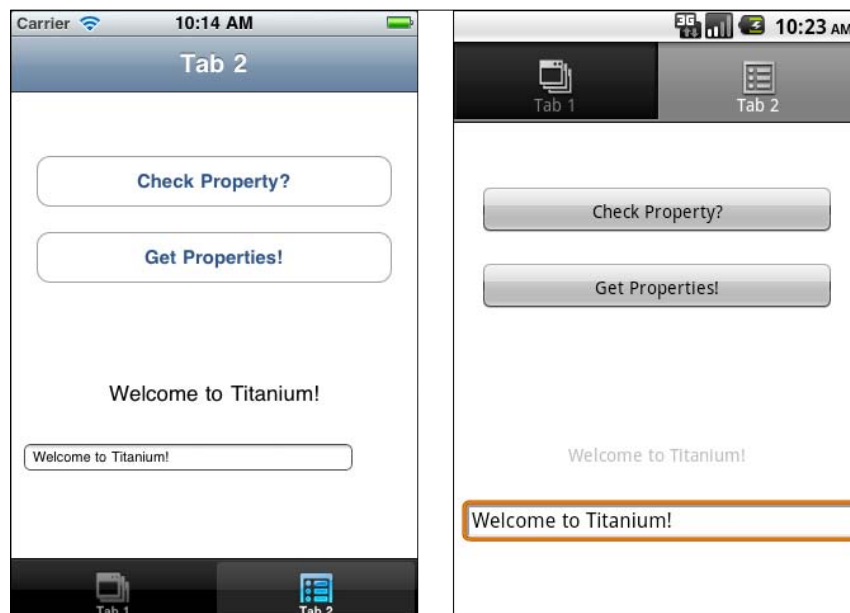 Carrier 10:14 AM
Tab 2
Check Property?
Get Properties!
Welcome to Titanium!
Welcome to Titanium!
Tab 1 Tab 2
3G 10:23 AM
Tab 1 Tab 2
Check Property?
Get Properties!
Welcome to Titanium!
Welcome to Titanium!